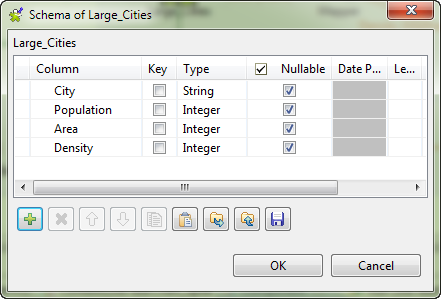 Schema of Large_Cities
Large_Cities
Column Key Type Nullable Date P... Le...
City String
Population Integer
Area Integer
Density Integer
OK Cancel